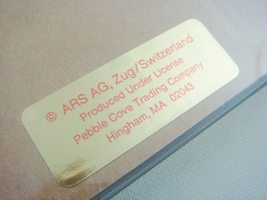 © ARS AG, Zug/Switzerland
Produced Under License
Pebble Cove Trading Company
Hingham, MA 02043